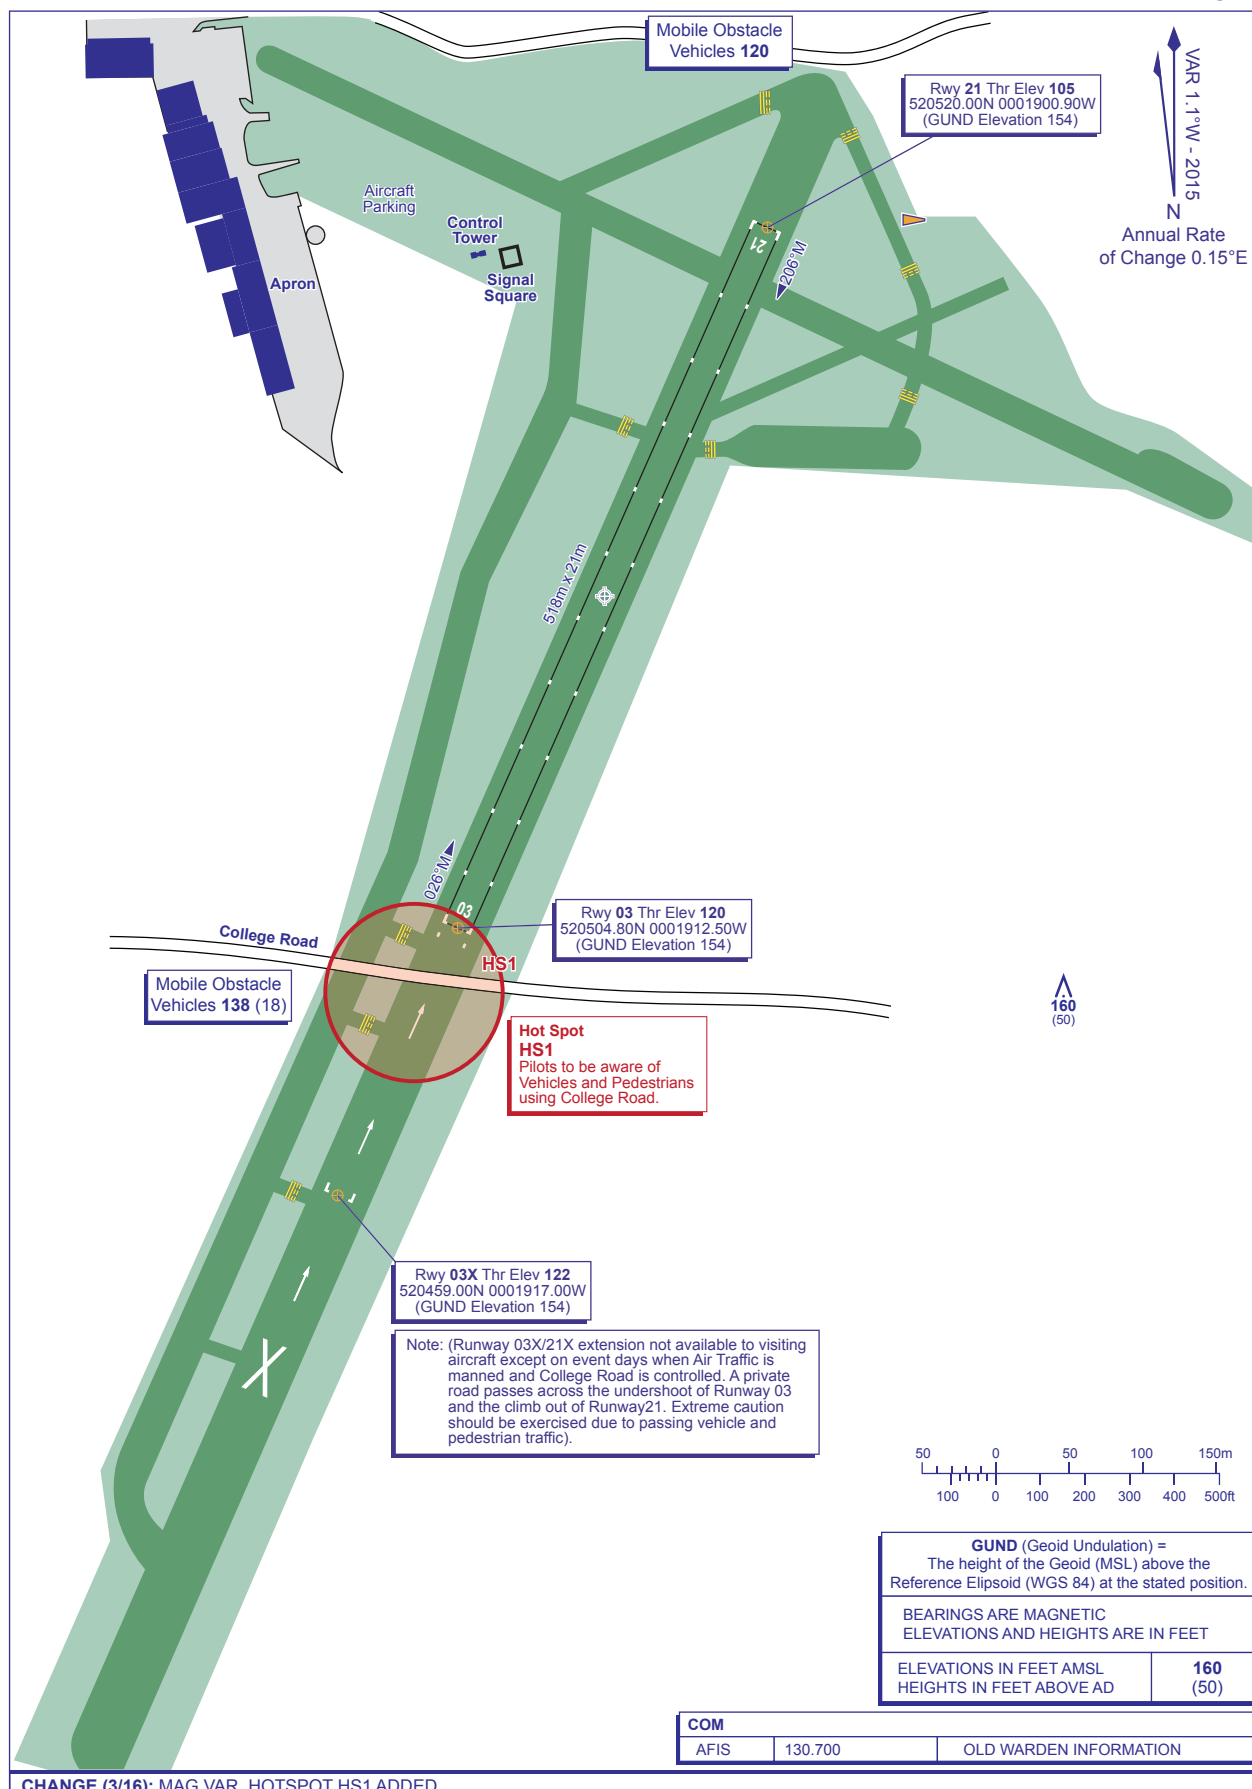 Mobile Obstacle
Vehicles 120
Rwy 21 Thr Elev 105
520520.00N 0001900.90W
(GUND Elevation 154)
VAR 1.1°W - 2015
N
Annual Rate
of Change 0.15°E
Aircraft
Parking
Control
Tower
Signal
Square
Apron
21
206°M
518m x 21m
026°M
03
Rwy 03 Thr Elev 120
520504.80N 0001912.50W
(GUND Elevation 154)
College Road
HS1
Mobile Obstacle
Vehicles 138 (18)
160
(50)
Hot Spot
HS1
Pilots to be aware of
Vehicles and Pedestrians
using College Road.
Rwy 03X Thr Elev 122
520459.00N 0001917.00W
(GUND Elevation 154)
Note: (Runway 03X/21X extension not available to visiting
aircraft except on event days when Air Traffic is
manned and College Road is controlled. A private
road passes across the undershoot of Runway 03
and the climb out of Runway21. Extreme caution
should be exercised due to passing vehicle and
pedestrian traffic).
50 0 50 100 150m
100 0 100 200 300 400 500ft
GUND (Geoid Undulation) =
The height of the Geoid (MSL) above the
Reference Elipsoid (WGS 84) at the stated position.
BEARINGS ARE MAGNETIC
ELEVATIONS AND HEIGHTS ARE IN FEET
ELEVATIONS IN FEET AMSL 160
HEIGHTS IN FEET ABOVE AD (50)
COM
AFIS 130.700 OLD WARDEN INFORMATION
CHANGE (3/16): MAG VAR. HOTSPOT HS1 ADDED